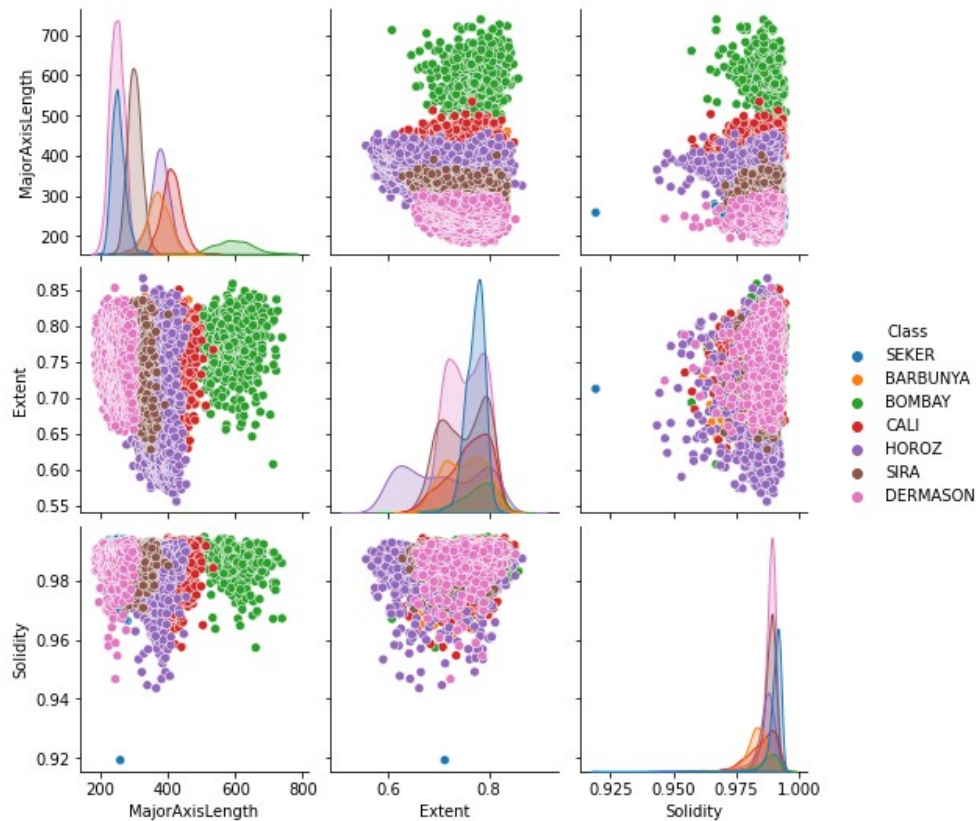 MajorAxisLength
700
600
500
400
300
200
Extent
0.85
0.80
0.75
0.70
0.65
0.60
0.55
Class
SEKER
BARBUNYA
BOMBAY
CALI
HOROZ
SIRA
DERMASON
Solidity
0.98
0.96
0.94
0.92
200 400 600 800
MajorAxisLength
0.6 0.8
Extent
0.925 0.950 0.975 1.000
Solidity